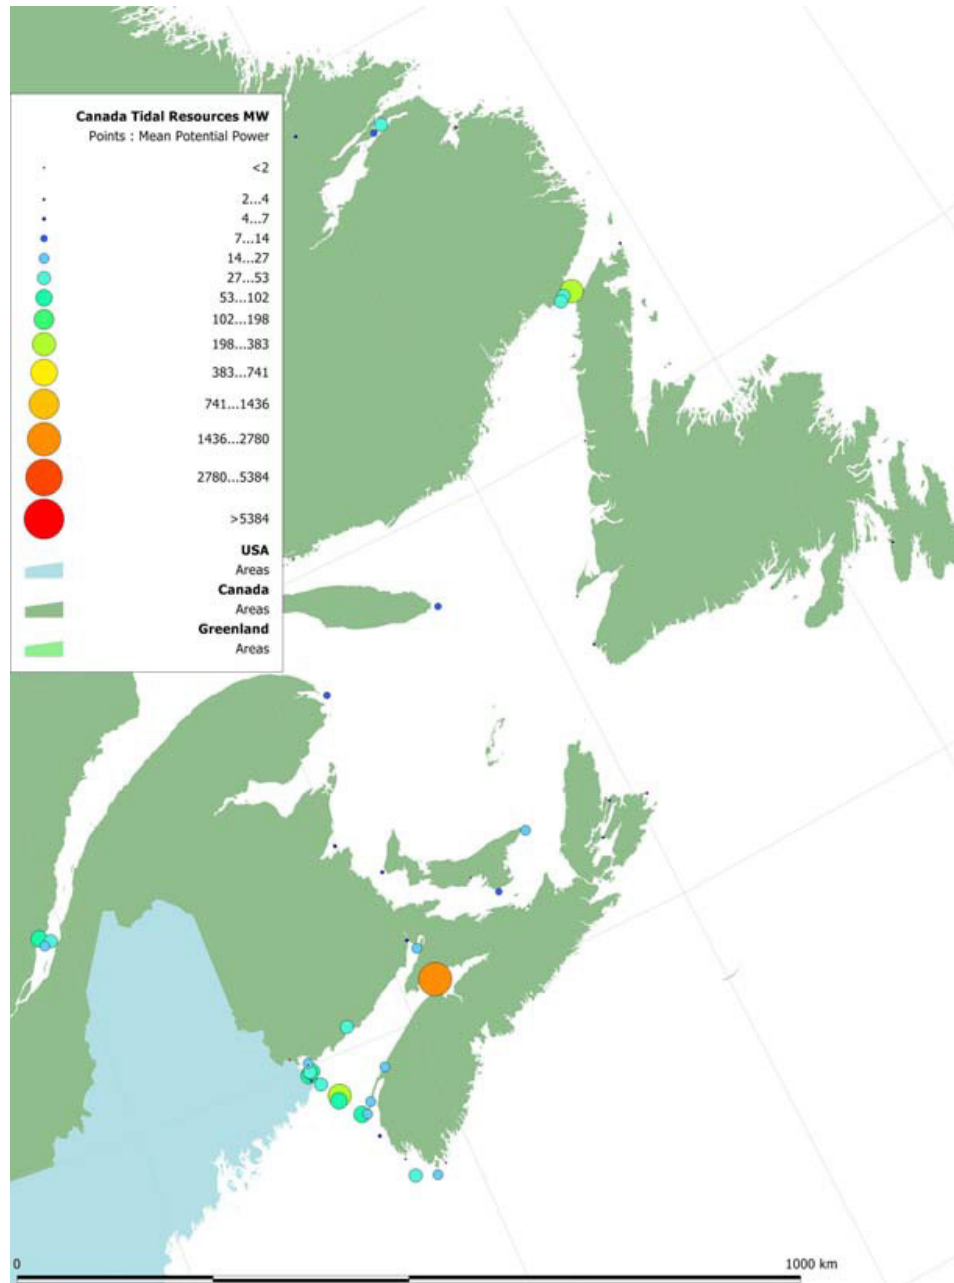 Canada Tidal Resources MW
Points : Mean Potential Power
<2
2...4
4...7
7...14
14...27
27...53
53...102
102...198
198...383
383...741
741...1436
1436...2780
2780...5384
>5384
USA
Areas
Canada
Areas
Greenland
Areas
0 1000 km